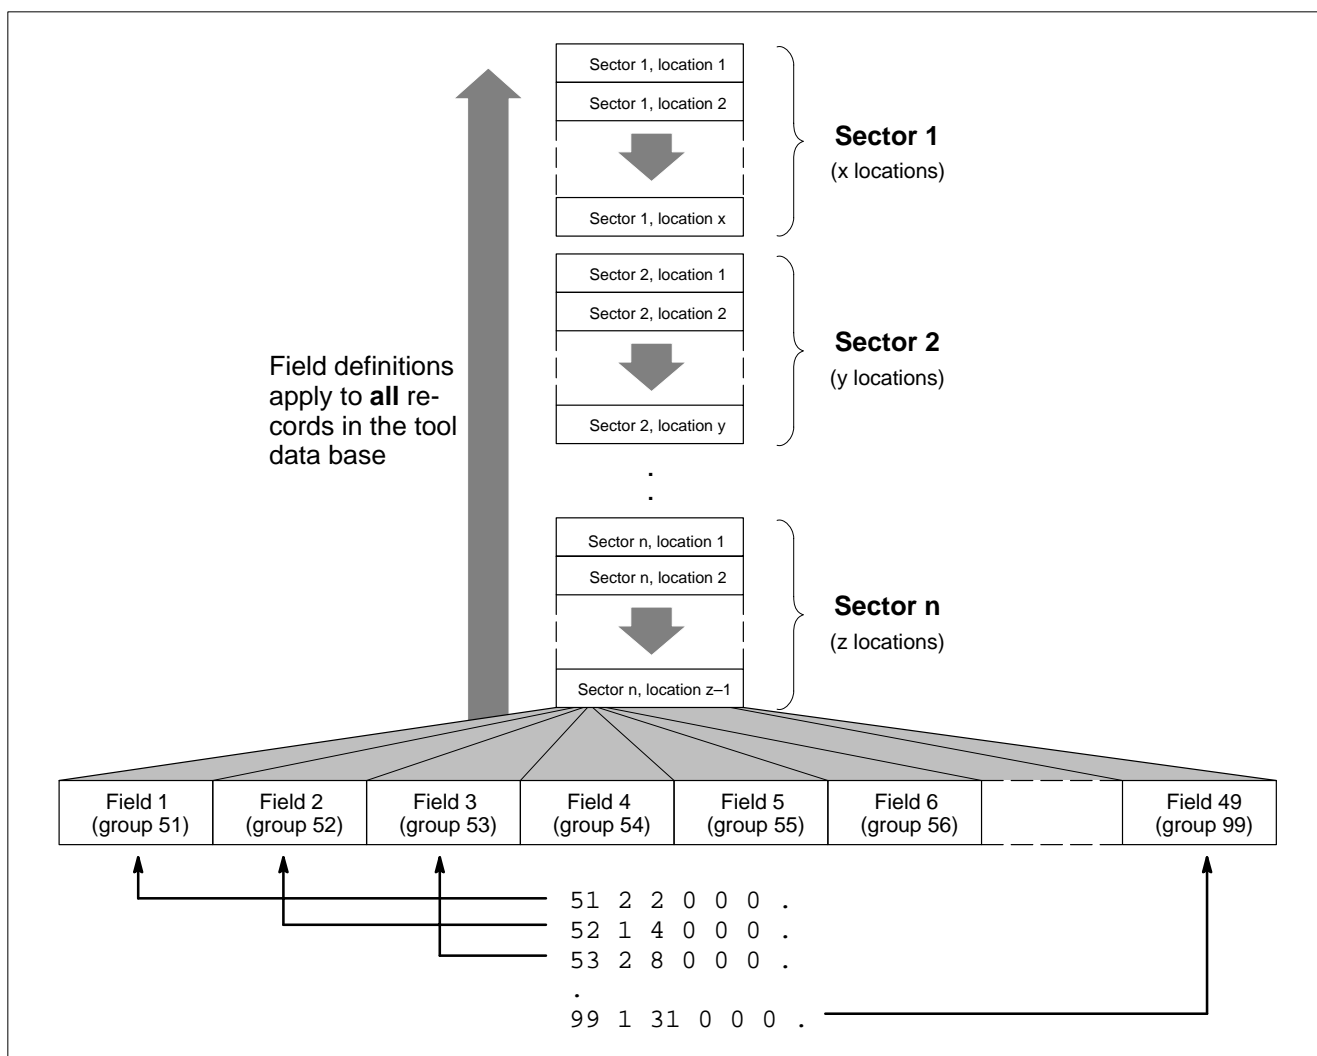 Sector 1, location 1
Sector 1, location 2
Sector 1, location x
Sector 1
(x locations)
Sector 2, location 1
Sector 2, location 2
Sector 2, location y
Sector 2
(y locations)
Field definitions
apply to all re-
cords in the tool
data base
.
.
Sector n, location 1
Sector n, location 2
Sector n, location z–1
Sector n
(z locations)
Field 1
(group 51)
Field 2
(group 52)
Field 3
(group 53)
Field 4
(group 54)
Field 5
(group 55)
Field 6
(group 56)
Field 49
(group 99)
51 2 2 0 0 0 .
52 1 4 0 0 0 .
53 2 8 0 0 0 .
.
99 1 31 0 0 0 .